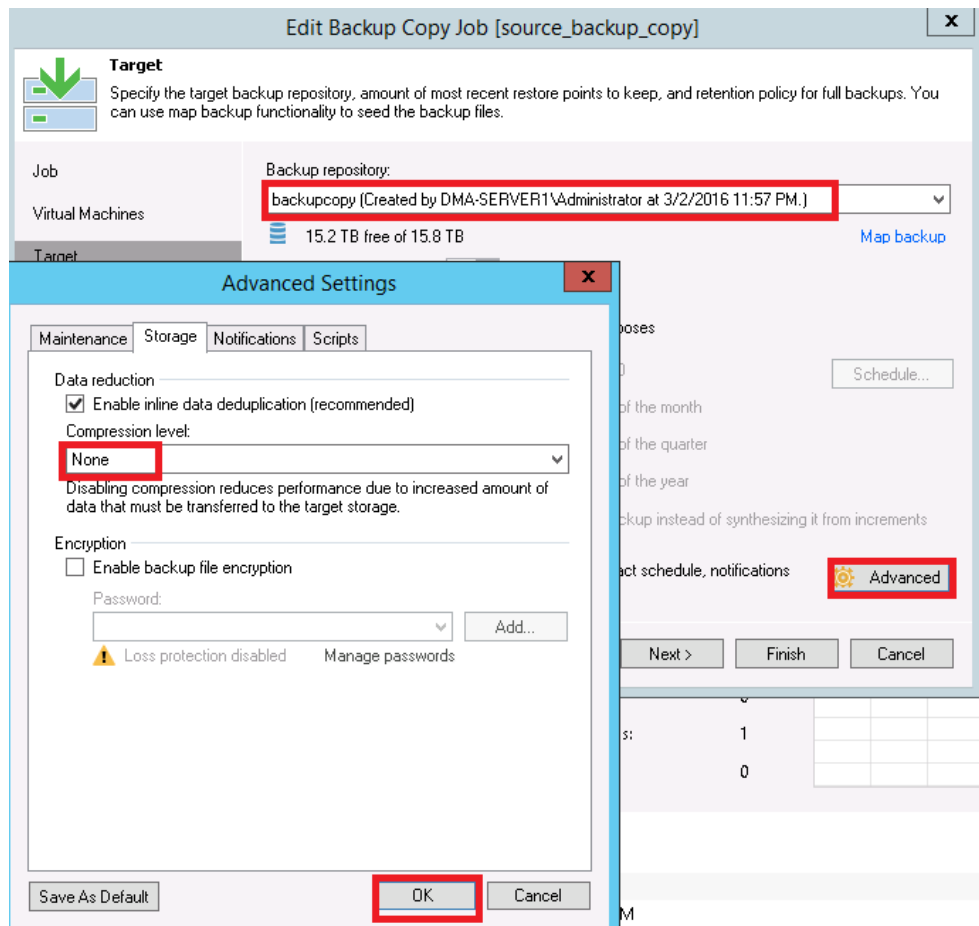 Edit Backup Copy Job [source_backup_copy]
x
Target
Specify the target backup repository, amount of most recent restore points to keep, and retention policy for full backups. You
can use map backup functionality to seed the backup files.
Job
Virtual Machines
Target
Backup repository:
backupcopy (Created by DMA-SERVER1\Administrator at 3/2/2016 11:57 PM.)
15.2 TB free of 15.8 TB
Map backup
poses
Schedule...
of the month
of the quarter
of the year
ckup instead of synthesizing it from increments
act schedule, notifications
Advanced
Next >
Finish
Cancel
s:
1
0
M
Advanced Settings
x
Maintenance
Storage
Notifications
Scripts
Data reduction
Enable inline data deduplication (recommended)
Compression level:
None
Disabling compression reduces performance due to increased amount of
data that must be transferred to the target storage.
Encryption
Enable backup file encryption
Password:
Add...
Loss protection disabled
Manage passwords
Save As Default
OK
Cancel